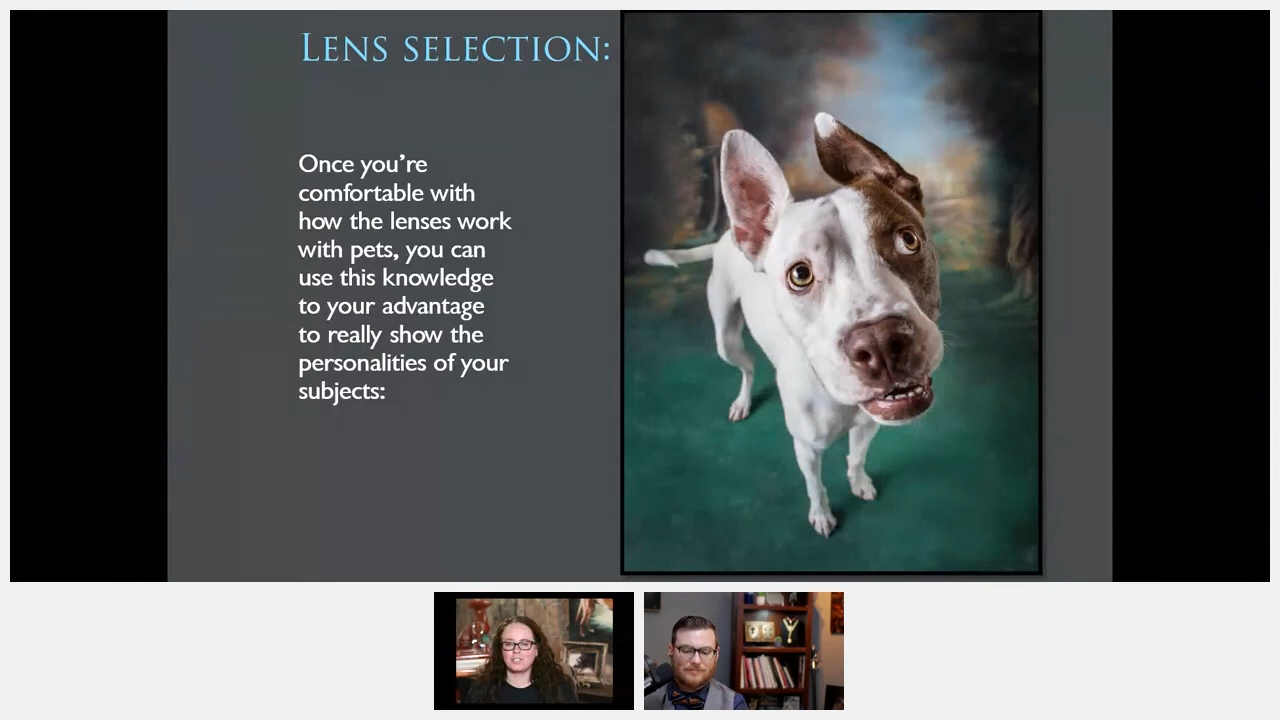 Lens selection:
Once you’re
comfortable with
how the lenses work
with pets, you can
use this knowledge
to your advantage
to really show the
personalities of your
subjects: